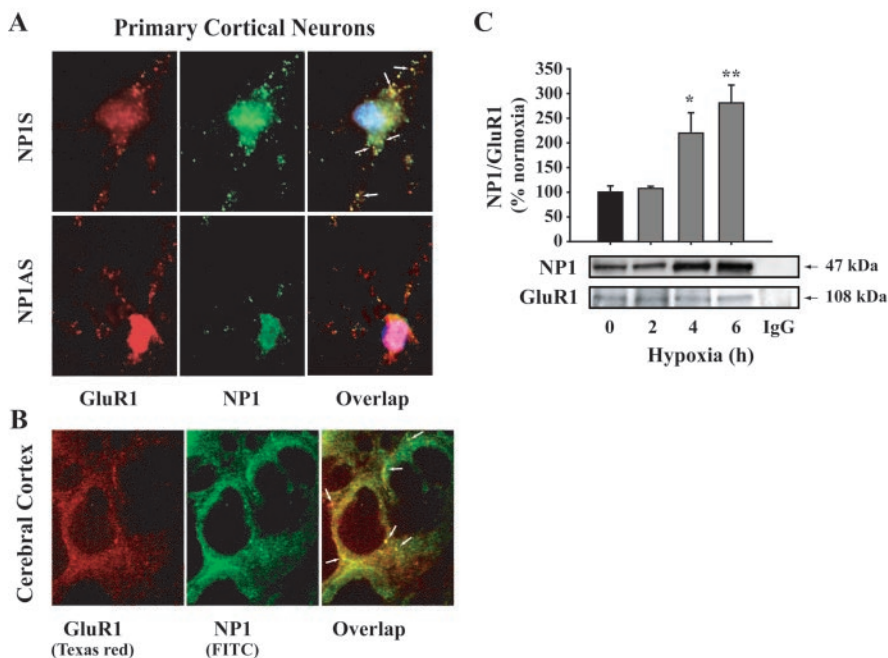 A
Primary Cortical Neurons
NP1S
NP1AS
GluR1 NP1 Overlap
B
Cerebral Cortex
GluR1 NP1 Overlap
(Texas red) (FITC)
C
NP1/GluR1
(% normoxia)
350
300
250
200
150
100
50
0
* **
NP1 ← 47 kDa
GluR1 ← 108 kDa
0 2 4 6 IgG
Hypoxia (h)